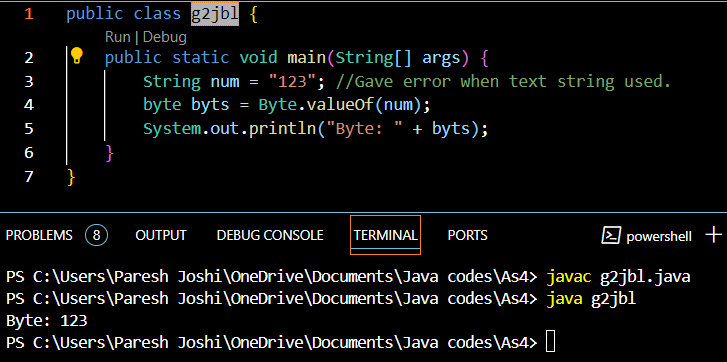 1 public class g2jbl {
Run | Debug
2 public static void main(String[] args) {
3 String num = "123"; //Gave error when text string used.
4 byte byts = Byte.valueOf(num);
5 System.out.println("Byte: " + byts);
6 }
7 }
PROBLEMS 8 OUTPUT DEBUG CONSOLE TERMINAL PORTS powershell
PS C:\Users\Paresh Joshi\OneDrive\Documents\Java codes\As4> javac g2jbl.java
PS C:\Users\Paresh Joshi\OneDrive\Documents\Java codes\As4> java g2jbl
Byte: 123
PS C:\Users\Paresh Joshi\OneDrive\Documents\Java codes\As4>